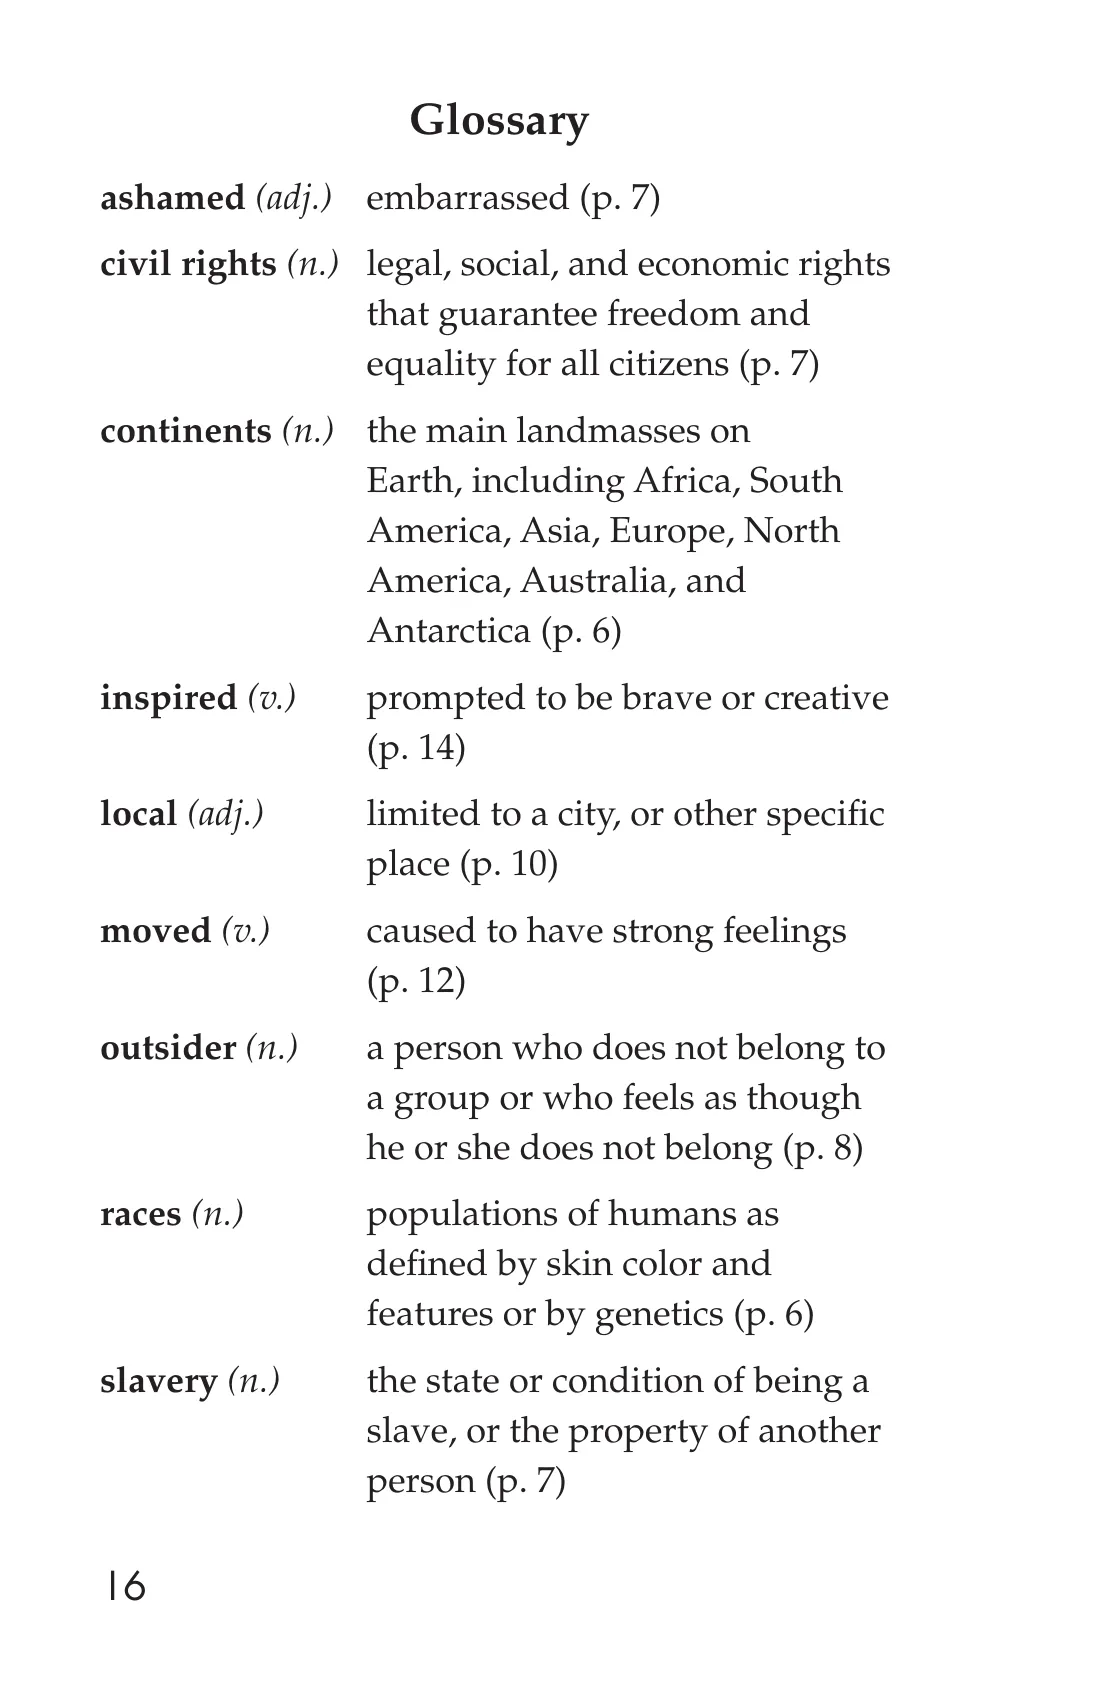 Glossary
ashamed (adj.) embarrassed (p. 7)
civil rights (n.) legal, social, and economic rights
that guarantee freedom and
equality for all citizens (p. 7)
continents (n.) the main landmasses on
Earth, including Africa, South
America, Asia, Europe, North
America, Australia, and
Antarctica (p. 6)
inspired (v.) prompted to be brave or creative
(p. 14)
local (adj.) limited to a city, or other specific
place (p. 10)
moved (v.) caused to have strong feelings
(p. 12)
outsider (n.) a person who does not belong to
a group or who feels as though
he or she does not belong (p. 8)
races (n.) populations of humans as
defined by skin color and
features or by genetics (p. 6)
slavery (n.) the state or condition of being a
slave, or the property of another
person (p. 7)
16